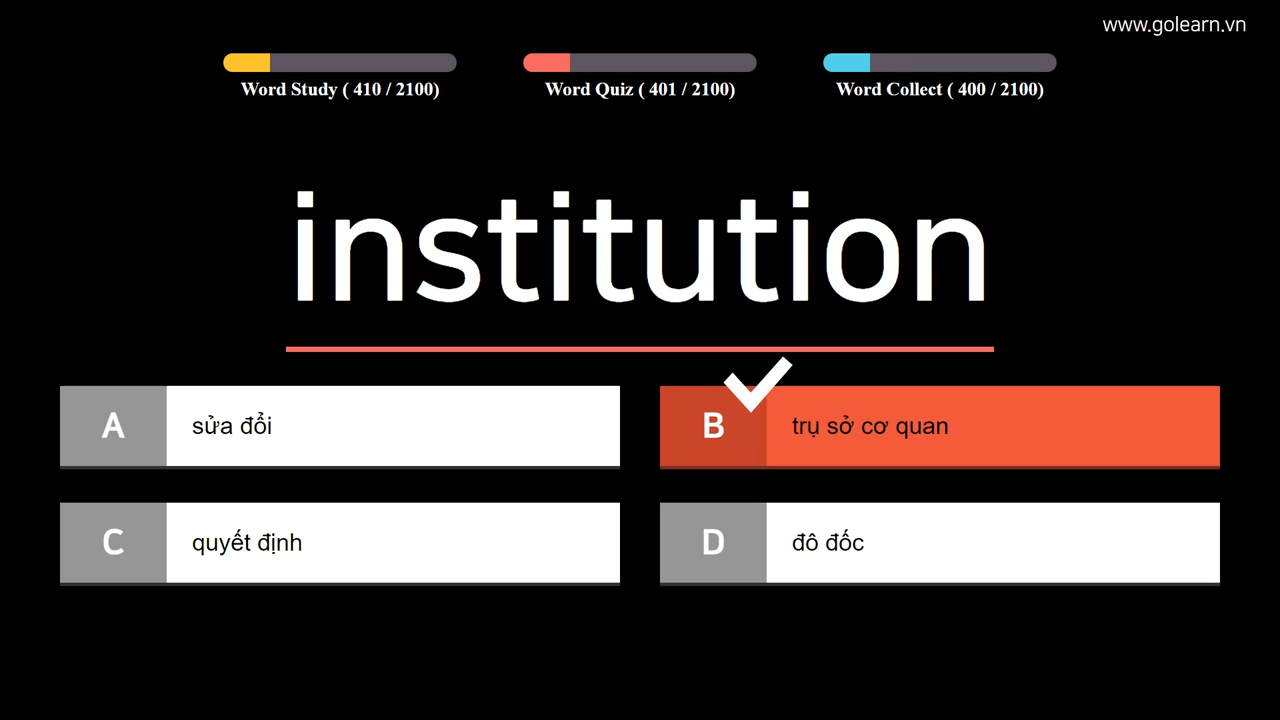 www.golearn.vn
Word Study ( 410 / 2100)
Word Quiz ( 401 / 2100)
Word Collect ( 400 / 2100)
institution
A sửa đổi
B trụ sở cơ quan
C quyết định
D đô đốc